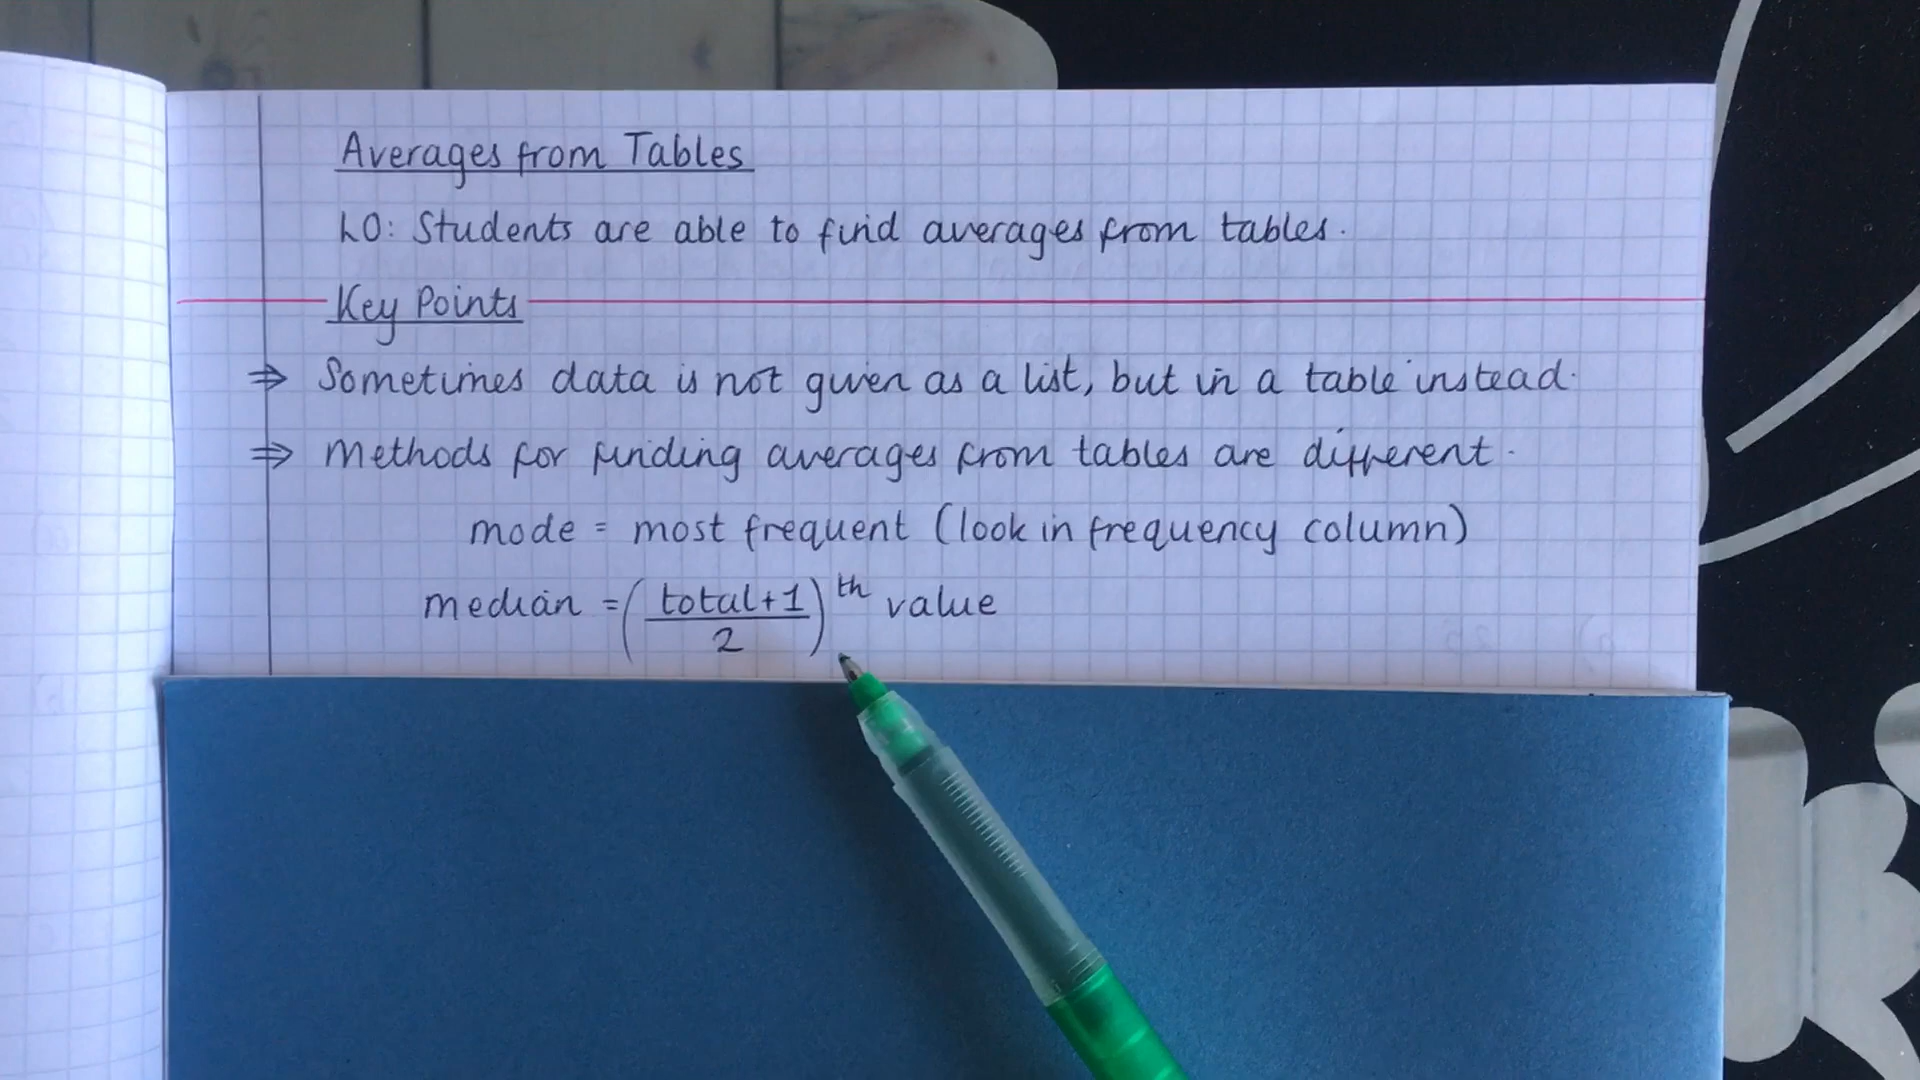 Averages from Tables
LO: Students are able to find averages from tables.
Key Points
⇒ Sometimes data is not given as a list, but in a table instead.
⇒ Methods for finding averages from tables are different.
mode = most frequent (look in frequency column)
median = (total+1/2)th value